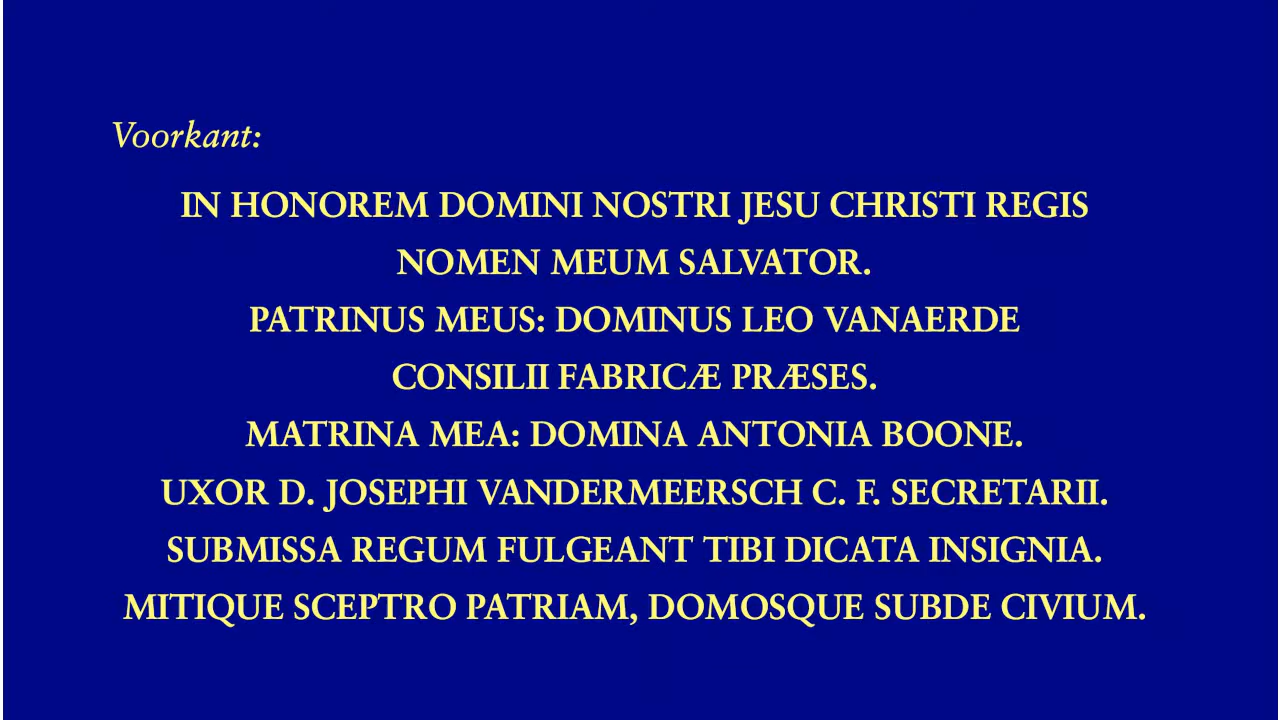 Voorkant:
IN HONOREM DOMINI NOSTRI JESU CHRISTI REGIS
NOMEN MEUM SALVATOR.
PATRINUS MEUS: DOMINUS LEO VANAERDE
CONSILII FABRICÆ PRÆSES.
MATRINA MEA: DOMINA ANTONIA BOONE.
UXOR D. JOSEPHI VANDERMEERSCH C. F. SECRETARII.
SUBMISSA REGUM FULGEANT TIBI DICATA INSIGNIA.
MITIQUE SCEPTRO PATRIAM, DOMOSQUE SUBDE CIVIUM.